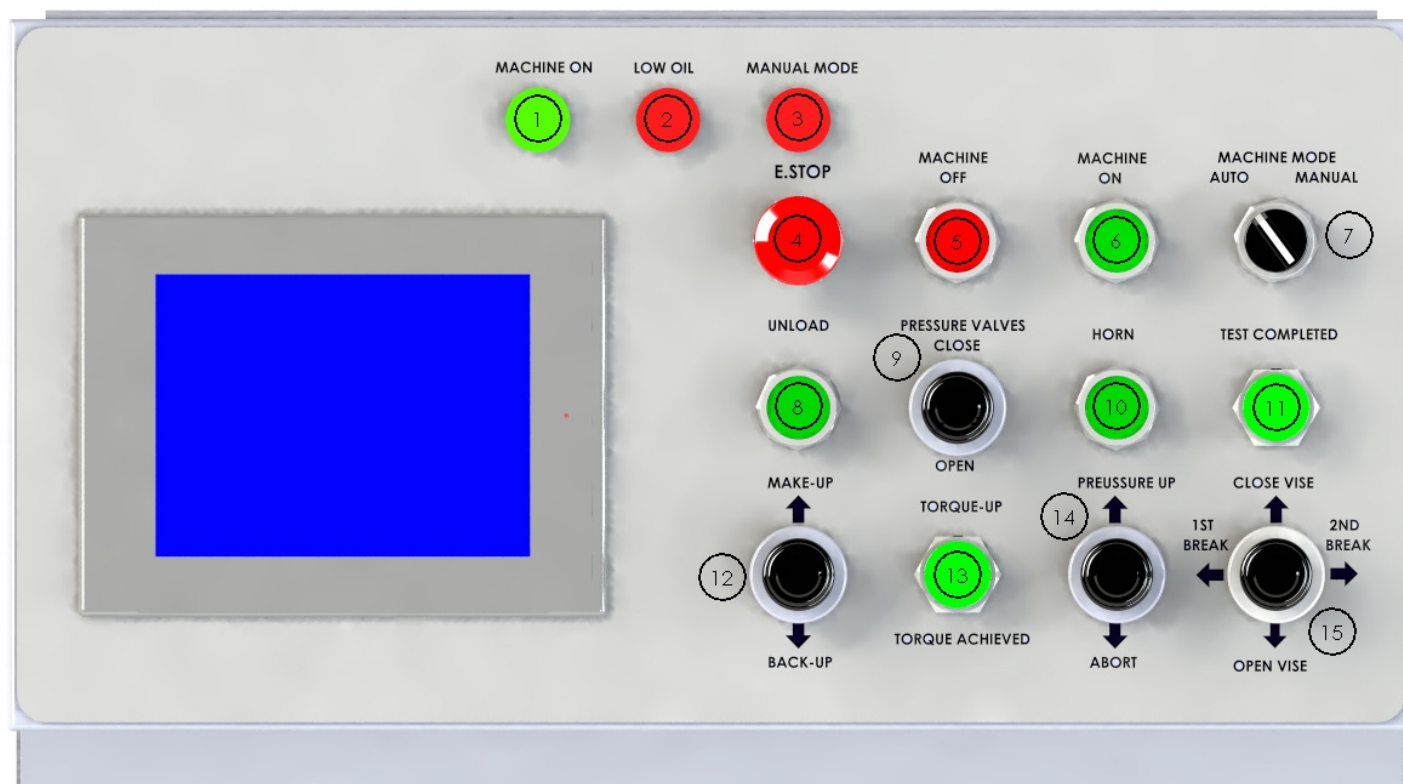 MACHINE ON
LOW OIL
MANUAL MODE
1
2
3
E.STOP
MACHINE
OFF
MACHINE
ON
MACHINE MODE
AUTO MANUAL
4
5
6
7
UNLOAD
PRESSURE VALVES
CLOSE
HORN
TEST COMPLETED
9
8
10
11
OPEN
MAKE-UP
TORQUE-UP
PREUSSURE UP
CLOSE VISE
14
1ST
BREAK
2ND
BREAK
12
13
15
BACK-UP
TORQUE ACHIEVED
ABORT
OPEN VISE